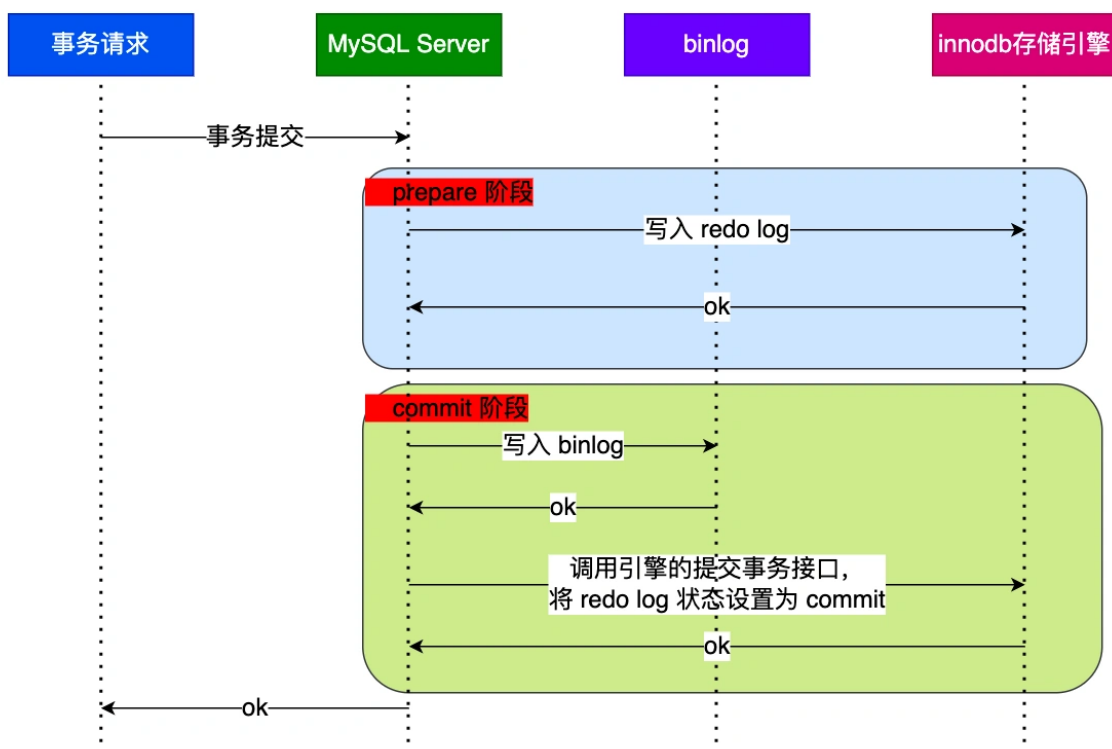 事务请求
MySQL Server
binlog
innodb存储引擎
事务提交
prepare 阶段
写入 redo log
ok
commit 阶段
写入 binlog
ok
调用引擎的提交事务接口，
将 redo log 状态设置为 commit
ok
ok